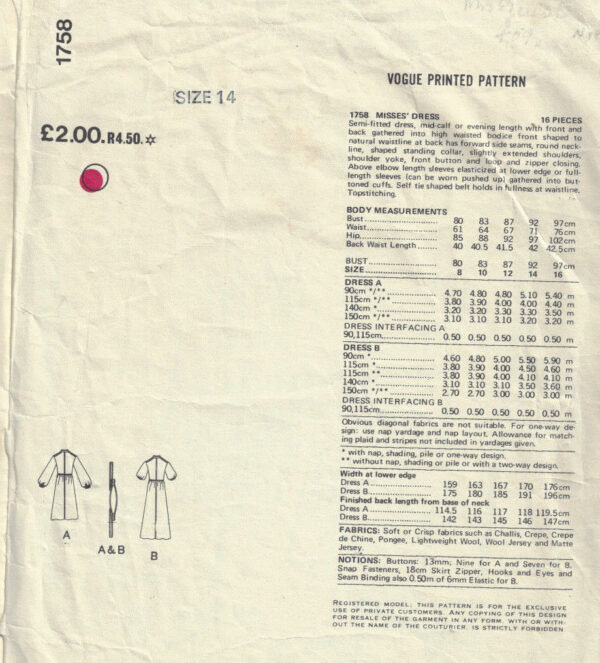 1758
SIZE 14
£2.00. R4.50.☆
A
A&B
B
VOGUE PRINTED PATTERN
1758 MISSES' DRESS 16 PIECES
Semi-fitted dress, mid-calf or evening length with front and
back gathered into high waisted bodice front shaped to
natural waistline at back has forward side seams, round neck-
line, shaped standing collar, slightly extended shoulders,
shoulder yoke, front button and loop and zipper closing.
Above elbow length sleeves elasticized at lower edge or full-
length sleeves (can be worn pushed up) gathered into but-
toned cuffs. Self tie shaped belt holds in fullness at waistline.
Topstitching.
BODY MEASUREMENTS
Bust 80 83 87 92 97cm
Waist 61 64 67 71 76cm
Hip 85 88 92 97 102cm
Back Waist Length 40 40.5 41.5 42 42.5cm
BUST 80 83 87 92 97cm
SIZE 8 10 12 14 16
DRESS A
90cm */** 4.70 4.80 4.80 5.10 5.40 m
115cm */** 3.80 3.90 4.00 4.00 4.40 m
140cm * 3.20 3.20 3.30 3.30 3.50 m
150cm */** 3.10 3.10 3.10 3.20 3.20 m
DRESS INTERFACING A
90,115cm 0.50 0.50 0.50 0.50 0.50 m
DRESS B
90cm * 4.60 4.80 5.00 5.50 5.90 m
115cm * 3.80 3.90 4.00 4.50 4.60 m
115cm ** 3.80 3.90 4.00 4.10 4.10 m
140cm * 3.10 3.10 3.10 3.50 3.60 m
150cm */** 2.70 2.70 3.00 3.00 3.00 m
DRESS INTERFACING B
90,115cm 0.50 0.50 0.50 0.50 0.50 m
Obvious diagonal fabrics are not suitable. For one-way de-
sign: use nap yardage and nap layout. Allowance for match-
ing plaid and stripes not included in yardages given.
* with nap, shading, pile or one-way design.
** without nap, shading or pile or with a two-way design.
Width at lower edge
Dress A 159 163 167 170 176cm
Dress B 175 180 185 191 196cm
Finished back length from base of neck
Dress A 114.5 116 117 118 119.5cm
Dress B 142 143 145 146 147cm
FABRICS: Soft or Crisp fabrics such as Challis, Crepe, Crepe
de Chine, Pongee, Lightweight Wool, Wool Jersey and Matte
Jersey.
NOTIONS: Buttons: 13mm; Nine for A and Seven for B,
Snap Fasteners, 18cm Skirt Zipper, Hooks and Eyes and
Seam Binding also 0.50m of 6mm Elastic for B.
REGISTERED MODEL: THIS PATTERN IS FOR THE EXCLUSIVE
USE OF PRIVATE CUSTOMERS. ANY COPYING OF THIS DESIGN
FOR RESALE OF THE GARMENT IN ANY FORM, WITH OR WITH-
OUT THE NAME OF THE COUTURIER, IS STRICTLY FORBIDDEN.